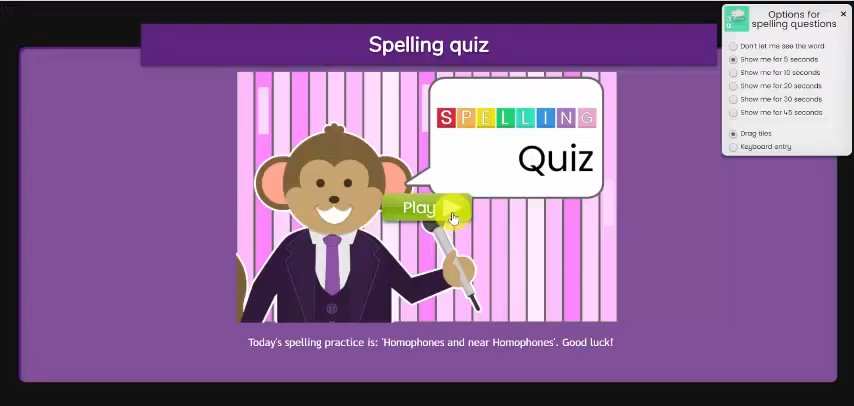 Spelling quiz
SPELLING
Quiz
Play
Today's spelling practice is: 'Homophones and near Homophones'. Good luck!
Options for
spelling questions
×
Don't let me see the word
Show me for 5 seconds
Show me for 10 seconds
Show me for 20 seconds
Show me for 30 seconds
Show me for 45 seconds
Drag tiles
Keyboard entry